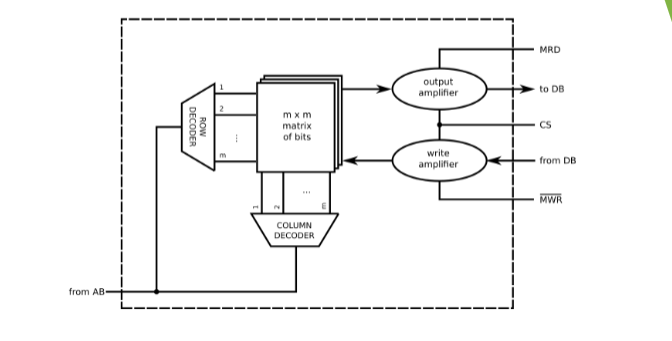 MRD
output
amplifier
to DB
CS
write
amplifier
from DB
MWR
1
2
...
m
ROW
DECODER
m x m
matrix
of bits
1
2
...
m
COLUMN
DECODER
from AB